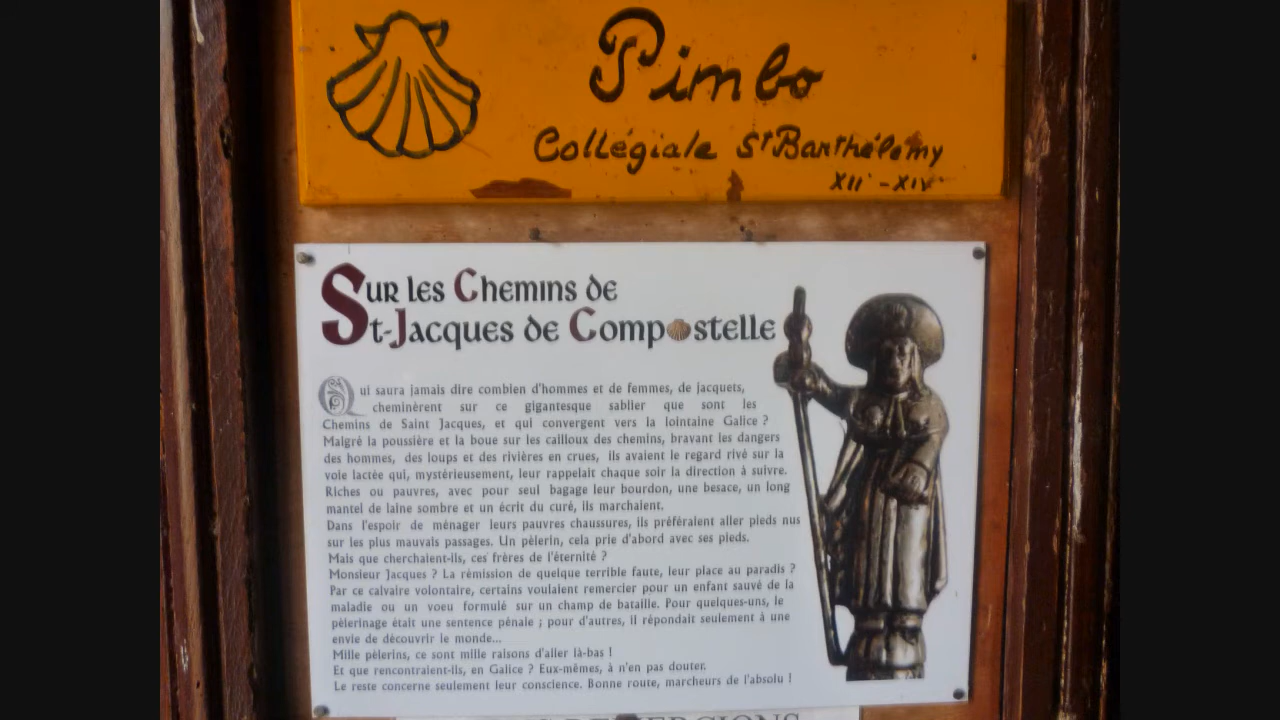 Pimbo
Collégiale St Barthélemy
XII - XIV
Sur les Chemins de
St-Jacques de Compostelle
Qui saura jamais dire combien d'hommes et de femmes, de jacquets,
cheminèrent sur ce gigantesque sablier que sont les
Chemins de Saint Jacques, et qui convergent vers la lointaine Galice ?
Malgré la poussière et la boue sur les cailloux des chemins, bravant les dangers
des hommes, des loups et des rivières en crues, ils avaient le regard rivé sur la
voie lactée qui, mystérieusement, leur rappelait chaque soir la direction à suivre.
Riches ou pauvres, avec pour seul bagage leur bourdon, une besace, un long
mantel de laine sombre et un écrit du curé, ils marchaient.
Dans l'espoir de ménager leurs pauvres chaussures, ils préféraient aller pieds nus
sur les plus mauvais passages. Un pèlerin, cela prie d'abord avec ses pieds.
Mais que cherchaient-ils, ces frères de l'éternité ?
Monsieur Jacques ? La rémission de quelque terrible faute, leur place au paradis ?
Par ce calvaire volontaire, certains voulaient remercier pour un enfant sauvé de la
maladie ou un voeu formulé sur un champ de bataille. Pour quelques-uns, le
pèlerinage était une sentence pénale ; pour d'autres, il répondait seulement à une
envie de découvrir le monde...
Mille pèlerins, ce sont mille raisons d'aller là-bas !
Et que rencontraient-ils, en Galice ? Eux-mêmes, à n'en pas douter.
Le reste concerne seulement leur conscience. Bonne route, marcheurs de l'absolu !